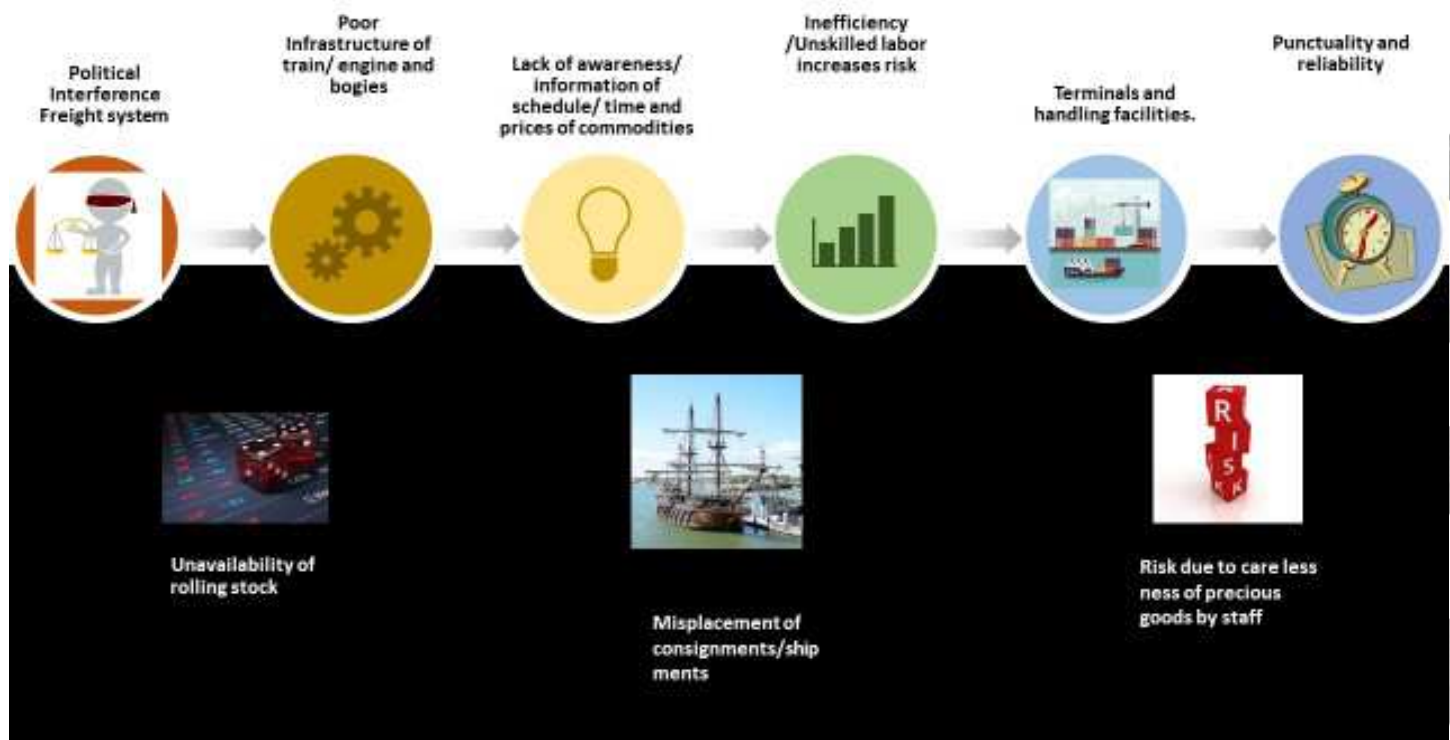 Political
Interference
Freight system
Poor
Infrastructure of
train/ engine and
bogies
Lack of awareness/
information of
schedule/ time and
prices of commodities
Inefficiency
/Unskilled labor
increases risk
Terminals and
handling facilities.
Punctuality and
reliability
Unavailability of
rolling stock
Misplacement of
consignments/ship
ments
R
I
S
K
K
Risk due to care less
ness of precious
goods by staff